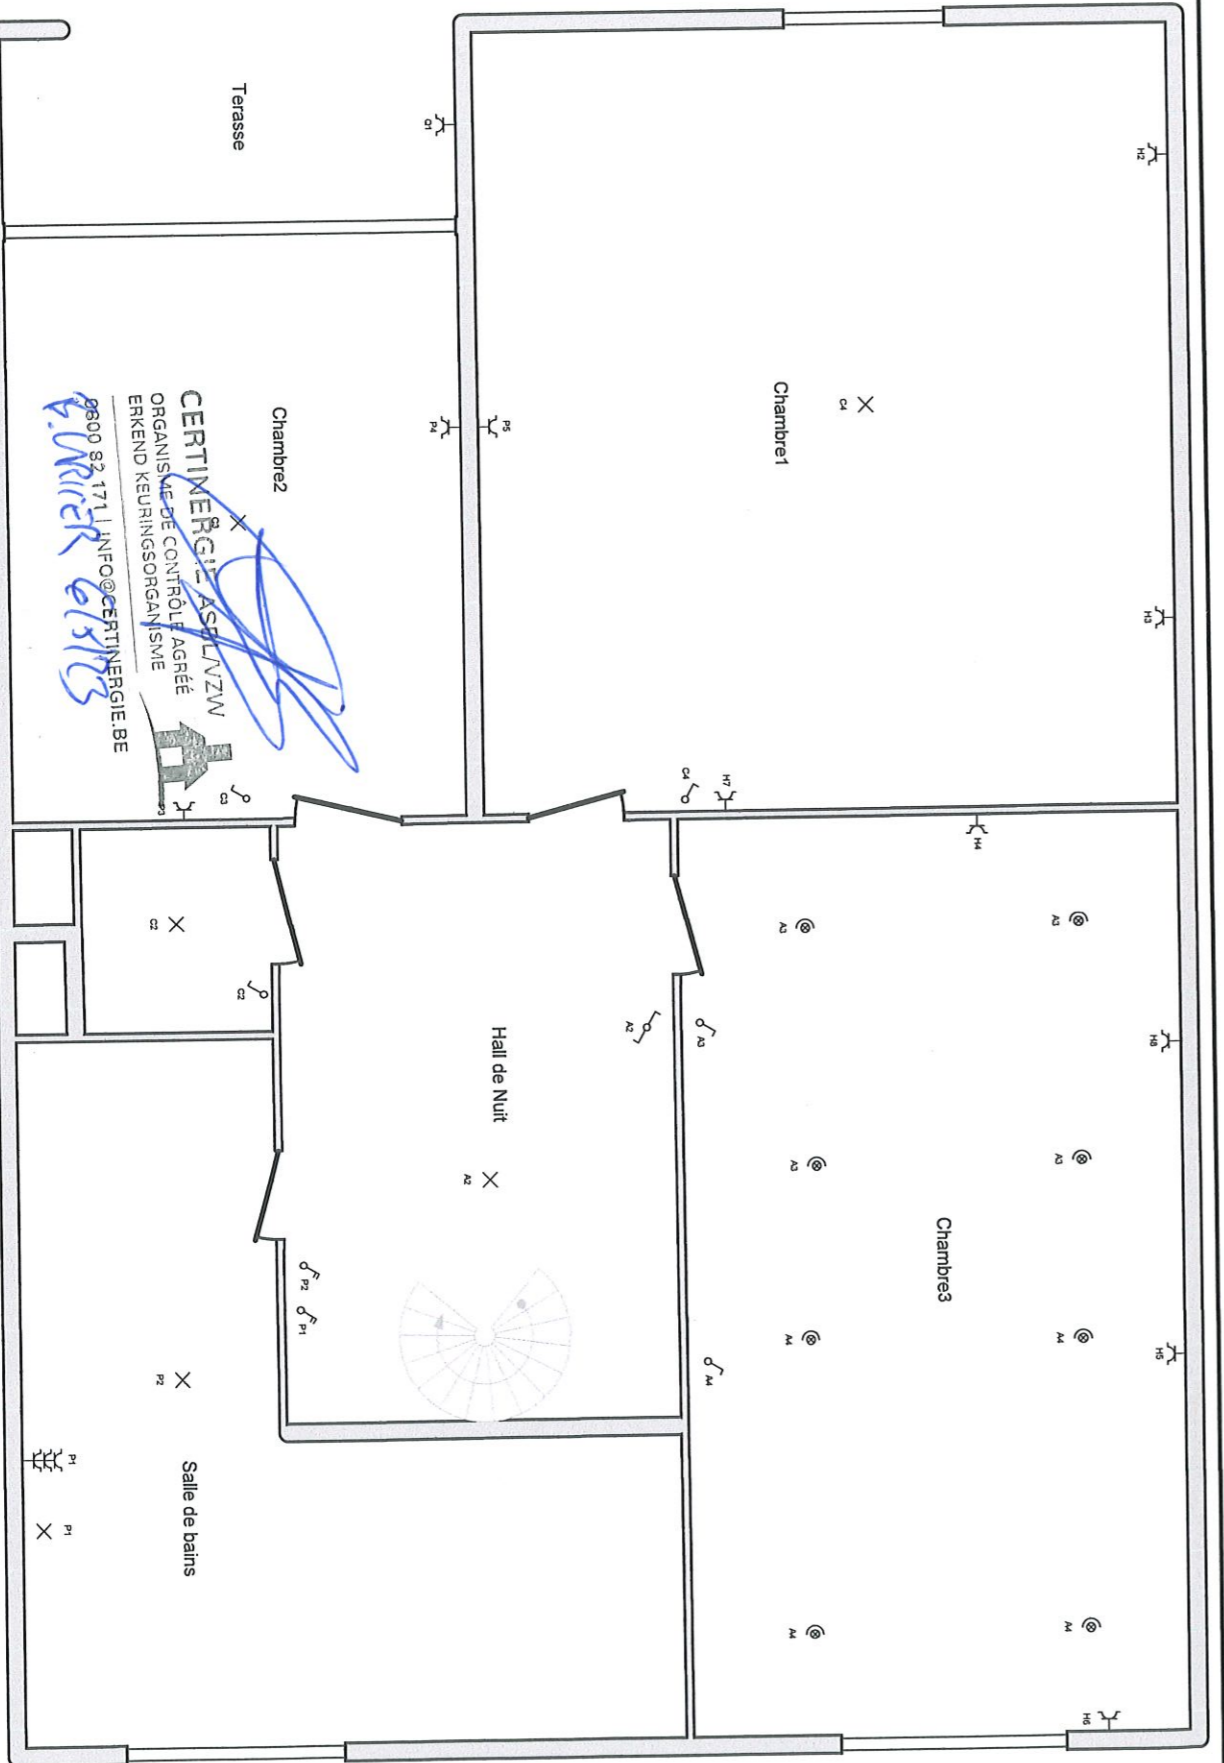 H2
H3
H4
H8
H5
H6
A3
A3
A4
A4
Chambre3
Chambre1
C4
A3
A3
A4
A4
H7
C4
A3
A4
A2
P5
Hall de Nuit
A2
Q1
P4
P2
P1
Terasse
Chambre2
C3
C2
C2
P3
P2
Salle de bains
P1
P1
CERTINERGIE ASBL/VZW
ORGANISME DE CONTRÔLE AGRÉÉ
ERKEND KEURINGSORGANISME
0800 82 171 | INFO@CERTINERGIE.BE